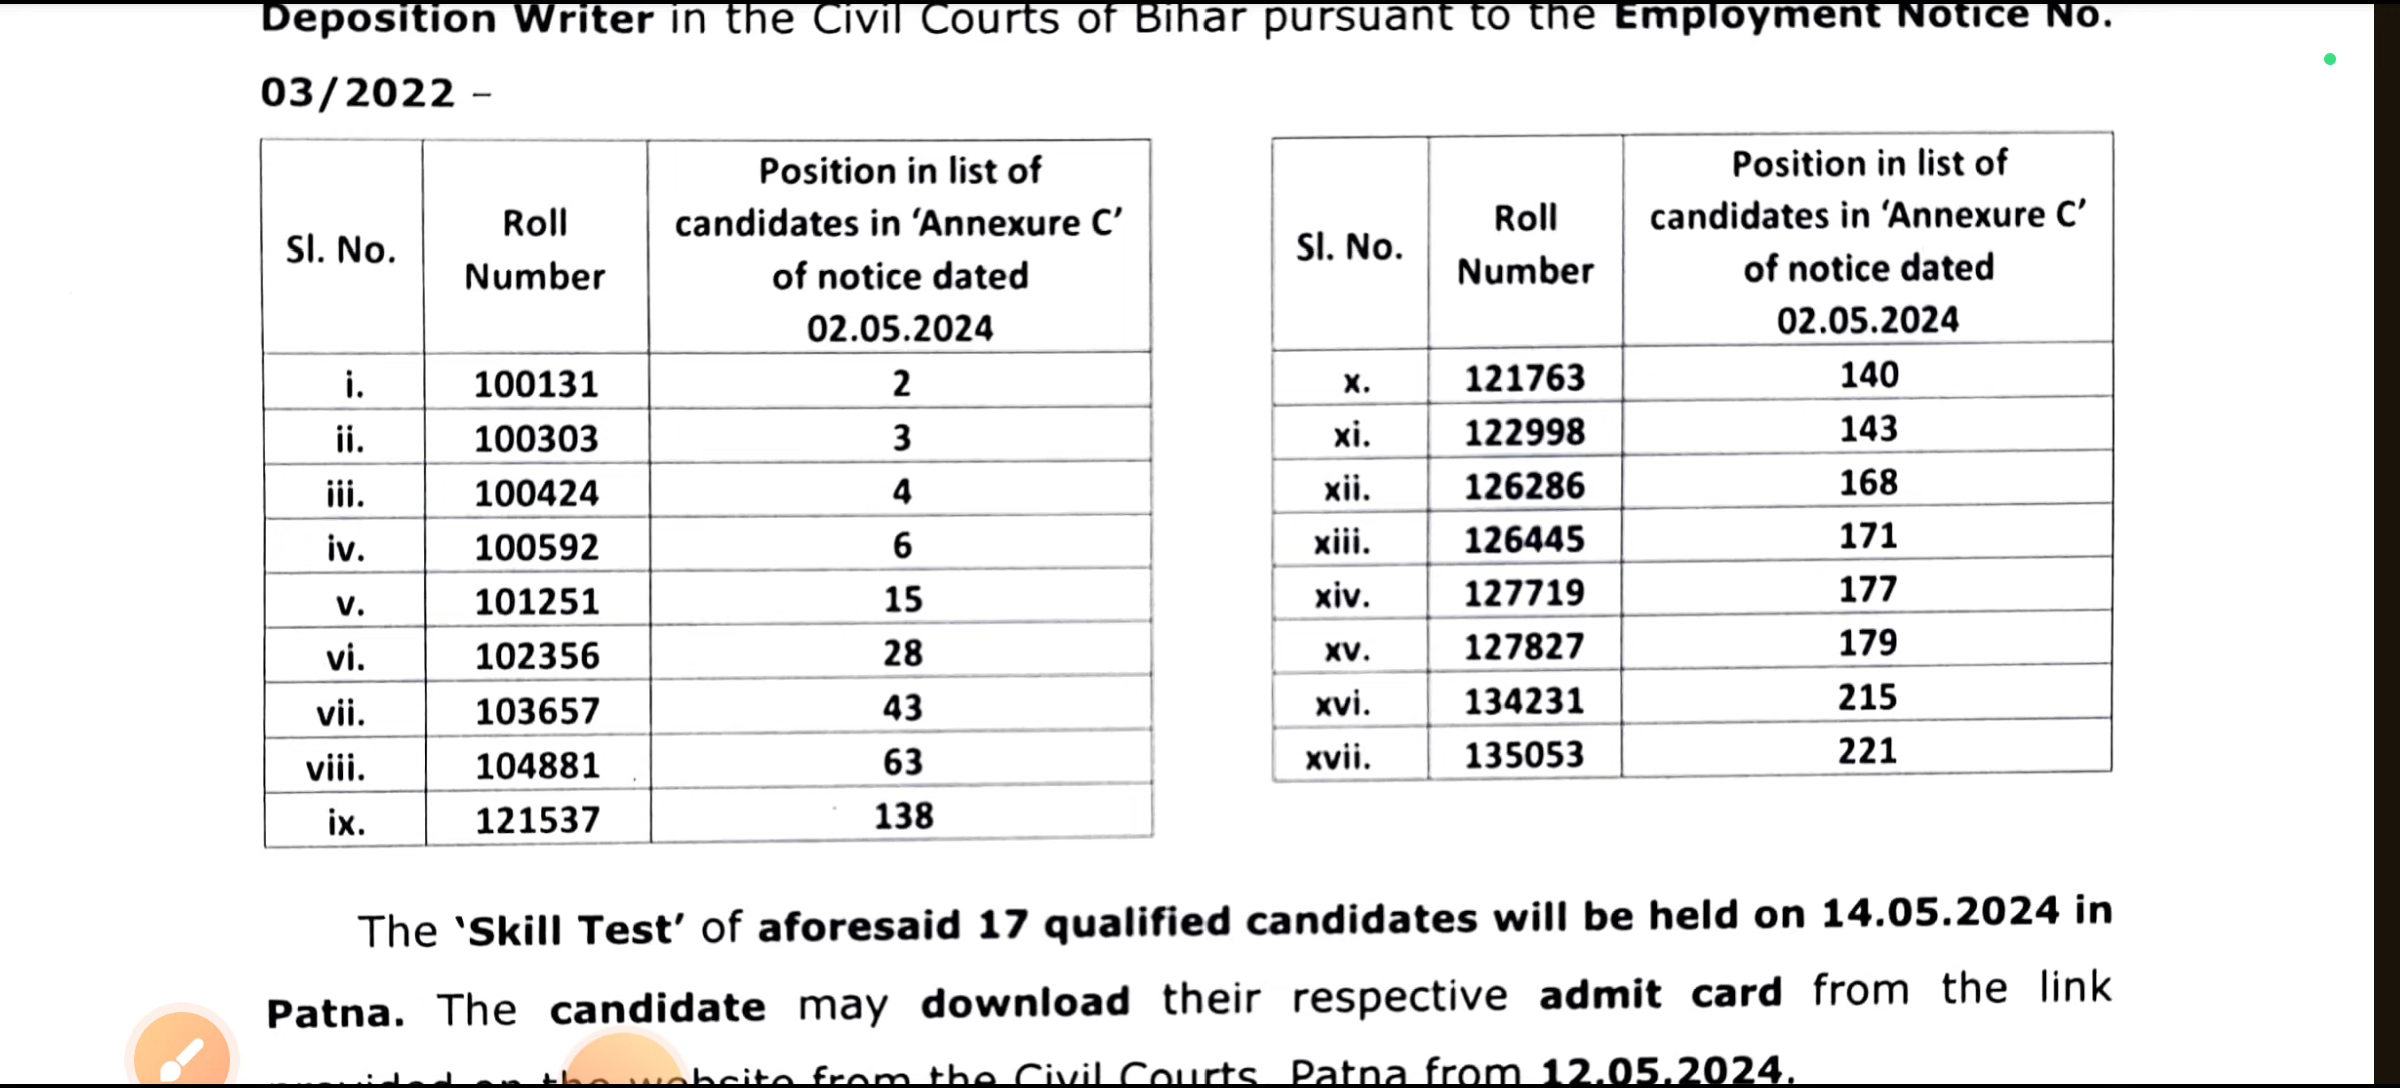 Deposition Writer in the Civil Courts of Bihar pursuant to the Employment Notice No.
03/2022 –
Sl. No. Roll Number Position in list of candidates in ‘Annexure C’ of notice dated 02.05.2024
i. 100131 2
ii. 100303 3
iii. 100424 4
iv. 100592 6
v. 101251 15
vi. 102356 28
vii. 103657 43
viii. 104881 63
ix. 121537 138
Sl. No. Roll Number Position in list of candidates in ‘Annexure C’ of notice dated 02.05.2024
x. 121763 140
xi. 122998 143
xii. 126286 168
xiii. 126445 171
xiv. 127719 177
xv. 127827 179
xvi. 134231 215
xvii. 135053 221
The ‘Skill Test’ of aforesaid 17 qualified candidates will be held on 14.05.2024 in
Patna. The candidate may download their respective admit card from the link
provided on the website from the Civil Courts, Patna from 12.05.2024.